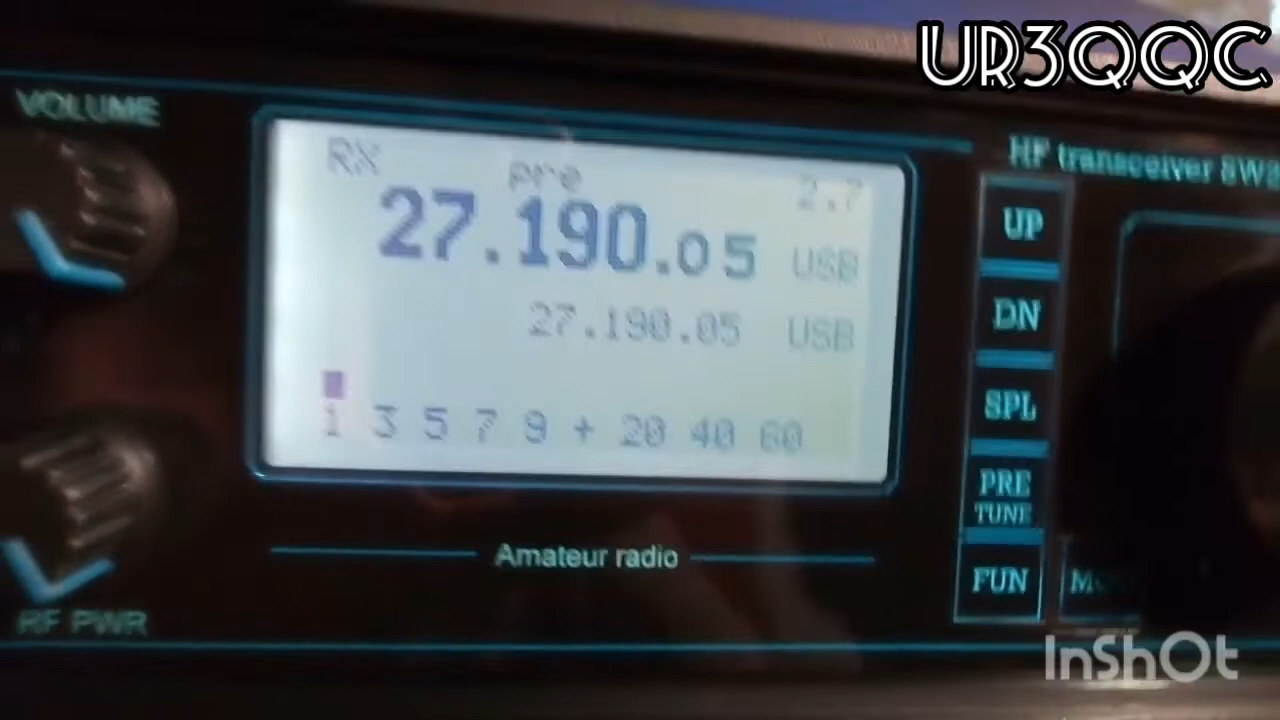 UR3QQC
VOLUME
HF transceiver
RX
pre
2.7
27.190.05 USB
27.190.05 USB
1 3 5 7 9 + 20 40 60
UP
DN
SPL
PRE
TUNE
FUN
Amateur radio
RF PWR
InShOt